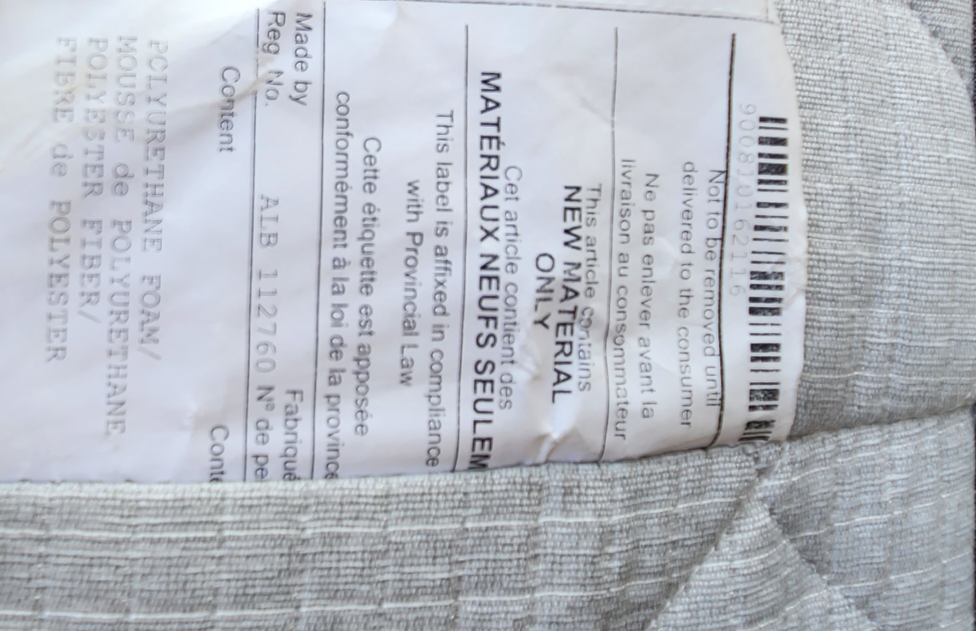 9008101 62116
Not to be removed until
delivered to the consumer
Ne pas enlever avant la
livraison au consommateur
This article contains
NEW MATERIAL
ONLY
Cet article contient des
MATÉRIAUX NEUFS SEULEM
This label is affixed in compliance
with Provincial Law
Cette étiquette est apposée
conformément à la loi de la province
Made by Fabriqué
Reg. No. ALB 112760 N° de pe
Content Conte
POLYURETHANE FOAM/
MOUSSE de POLYURETHANE
POLYESTER FIBER/
FIBRE de POLYESTER